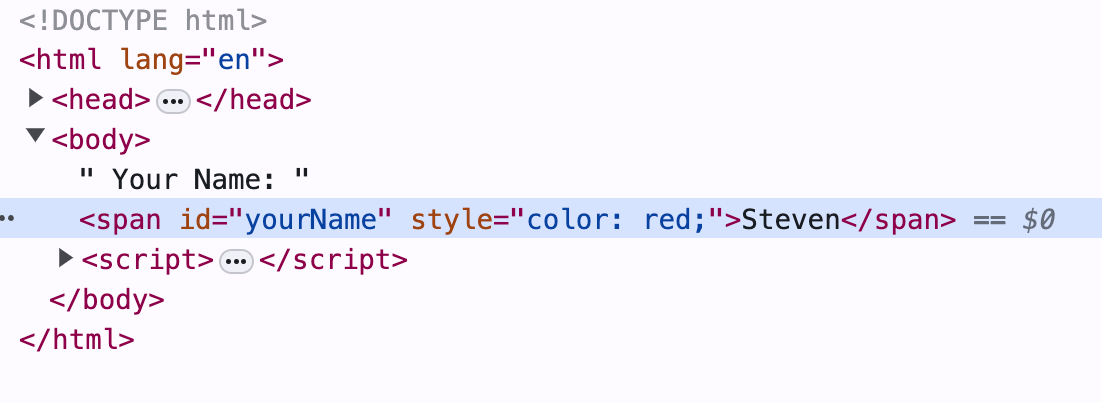 <!DOCTYPE html>
<html lang="en">
<head> ••• </head>
<body>
" Your Name: "
•• <span id="yourName" style="color: red;">Steven</span> == $0
<script> ••• </script>
</body>
</html>